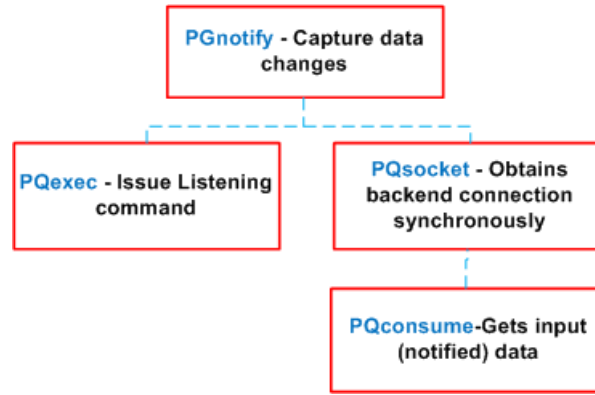 PGnotify - Capture data
changes
PQexec - Issue Listening
command
PQsocket - Obtains
backend connection
synchronously
PQconsume-Gets input
(notified) data